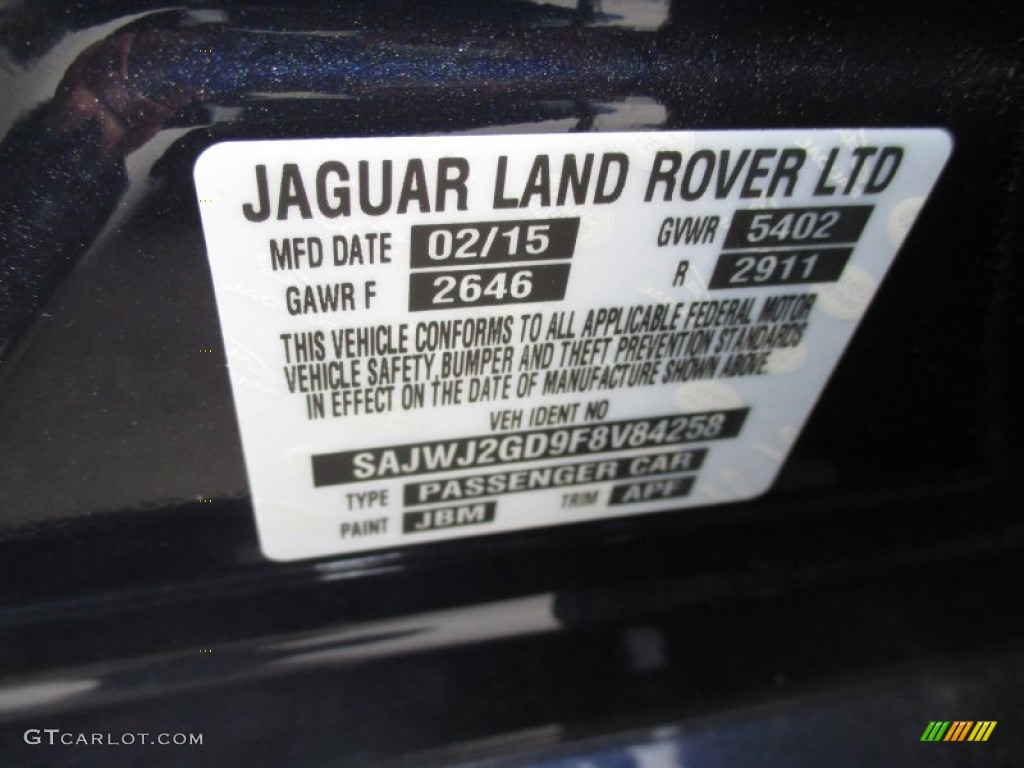 JAGUAR LAND ROVER LTD
MFD DATE 02/15 GVWR 5402
GAWR F 2646 R 2911
THIS VEHICLE CONFORMS TO ALL APPLICABLE FEDERAL MOTOR
VEHICLE SAFETY, BUMPER AND THEFT PREVENTION STANDARDS
IN EFFECT ON THE DATE OF MANUFACTURE SHOWN ABOVE.
VEH IDENT NO
SAJWJ2GD9F8V84258
TYPE PASSENGER CAR
PAINT JBM TRIM APF
GTCARLOT.COM